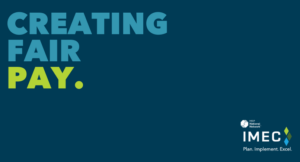 CREATING
FAIR
PAY.
IMEC
Plan. Implement. Excel.